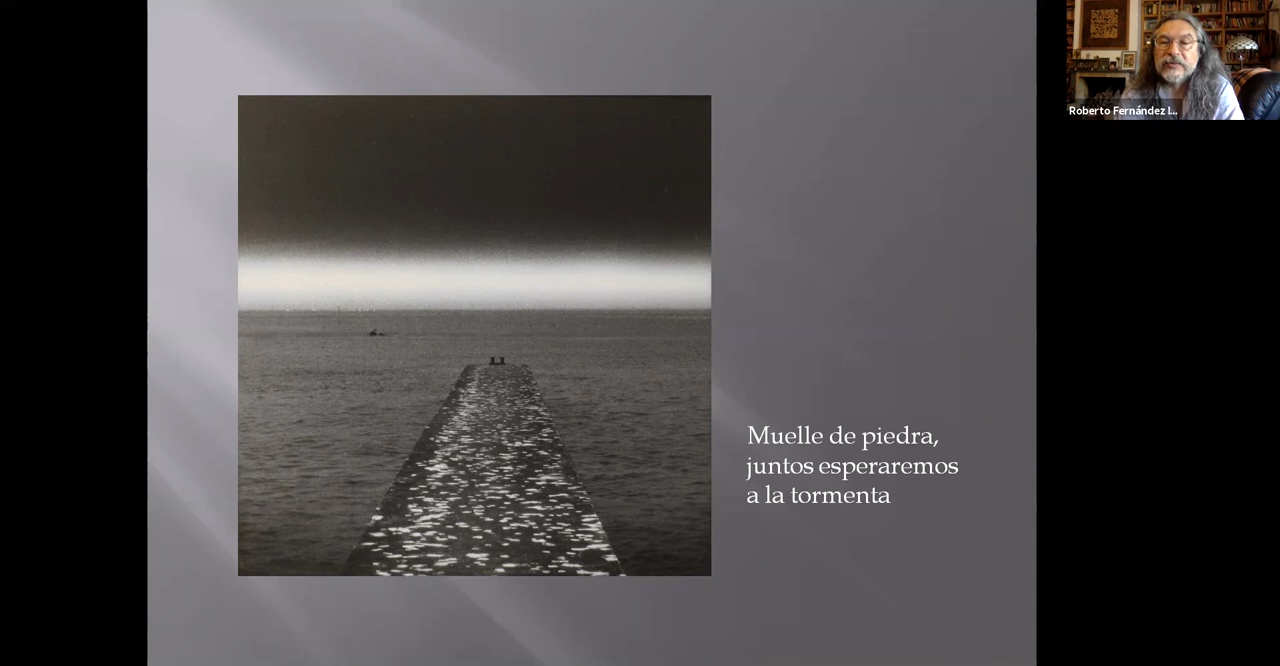 Muelle de piedra,
juntos esperaremos
a la tormenta
Roberto Fernández I...